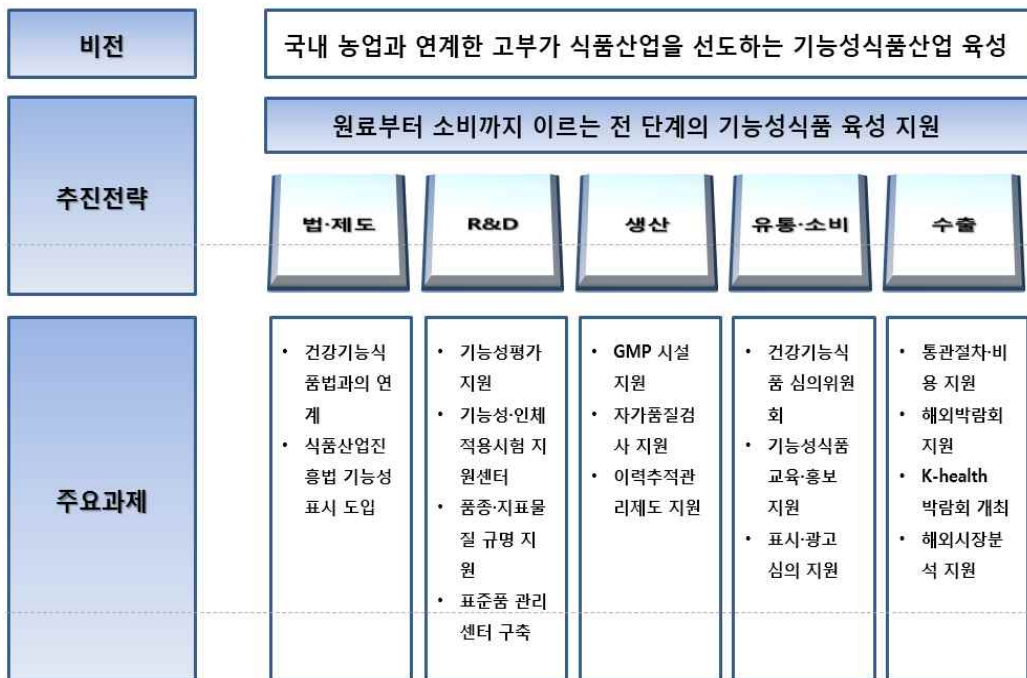 비전
국내 농업과 연계한 고부가 식품산업을 선도하는 기능성식품산업 육성
추진전략
원료부터 소비까지 이르는 전 단계의 기능성식품 육성 지원
법·제도
R&D
생산
유통·소비
수출
주요과제
• 건강기능식
품법과의 연
계
• 식품산업진
흥법 기능성
표시 도입
• 기능성평가
지원
• 기능성·인체
적용시험 지
원센터
• 품종·지표물
질 규명 지
원
• 표준품 관리
센터 구축
• GMP 시설
지원
• 자가품질검
사 지원
• 이력추적관
리제도 지원
• 건강기능식
품 심의위원
회
• 기능성식품
교육·홍보
지원
• 표시·광고
심의 지원
• 통관절차·비
용 지원
• 해외박람회
지원
• K-health
박람회 개최
• 해외시장분
석 지원